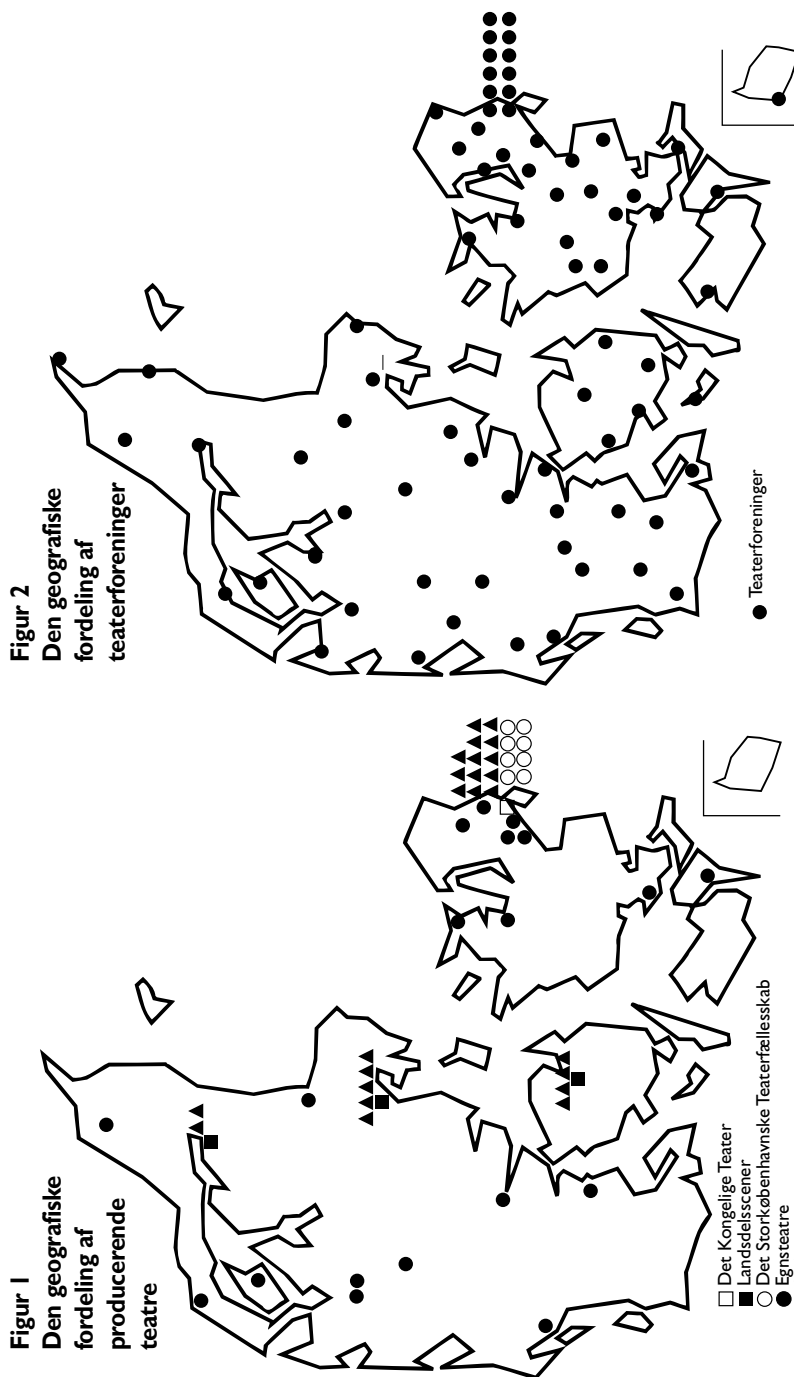 Figur 1
Den geografiske
fordeling af
producerende
teatre
Det Kongelige Teater
Landsdelsscener
Det Storkøbenhavnske Teaterfællesskab
Egnsteatre
Figur 2
Den geografiske
fordeling af
teaterforeninger
Teaterforeninger